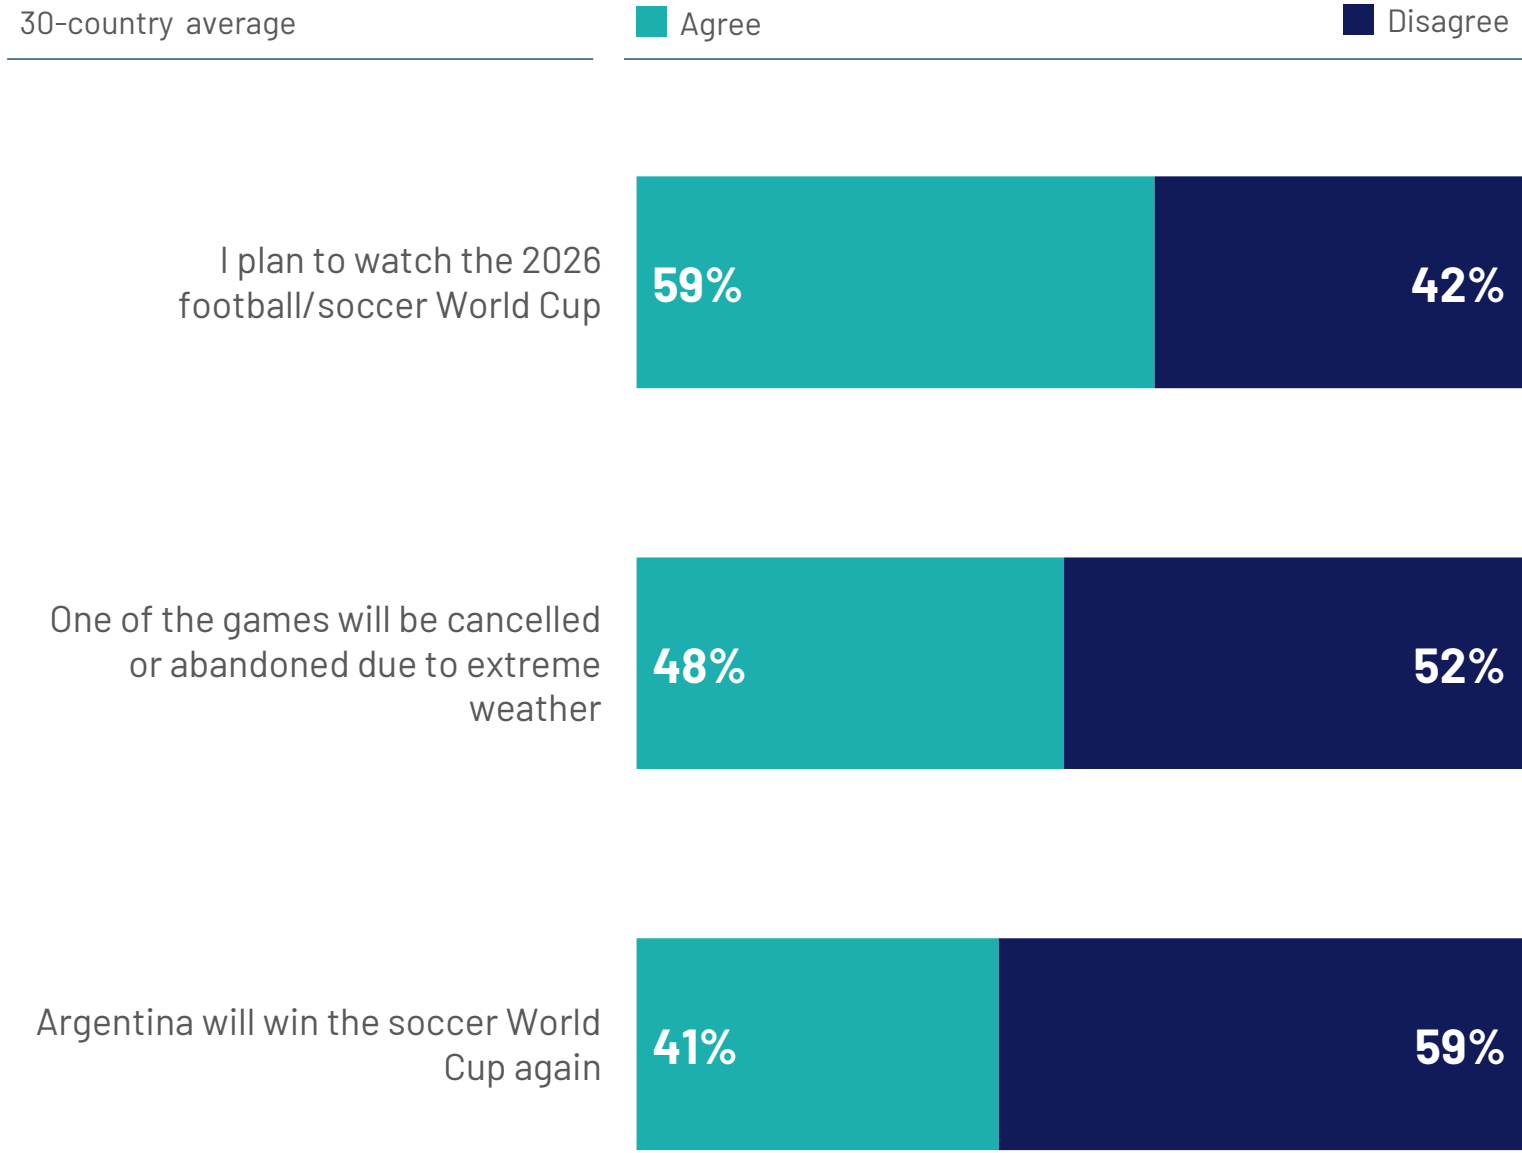 30-country average
Agree
Disagree
I plan to watch the 2026
football/soccer World Cup
59%
42%
One of the games will be cancelled
or abandoned due to extreme
weather
48%
52%
Argentina will win the soccer World
Cup again
41%
59%